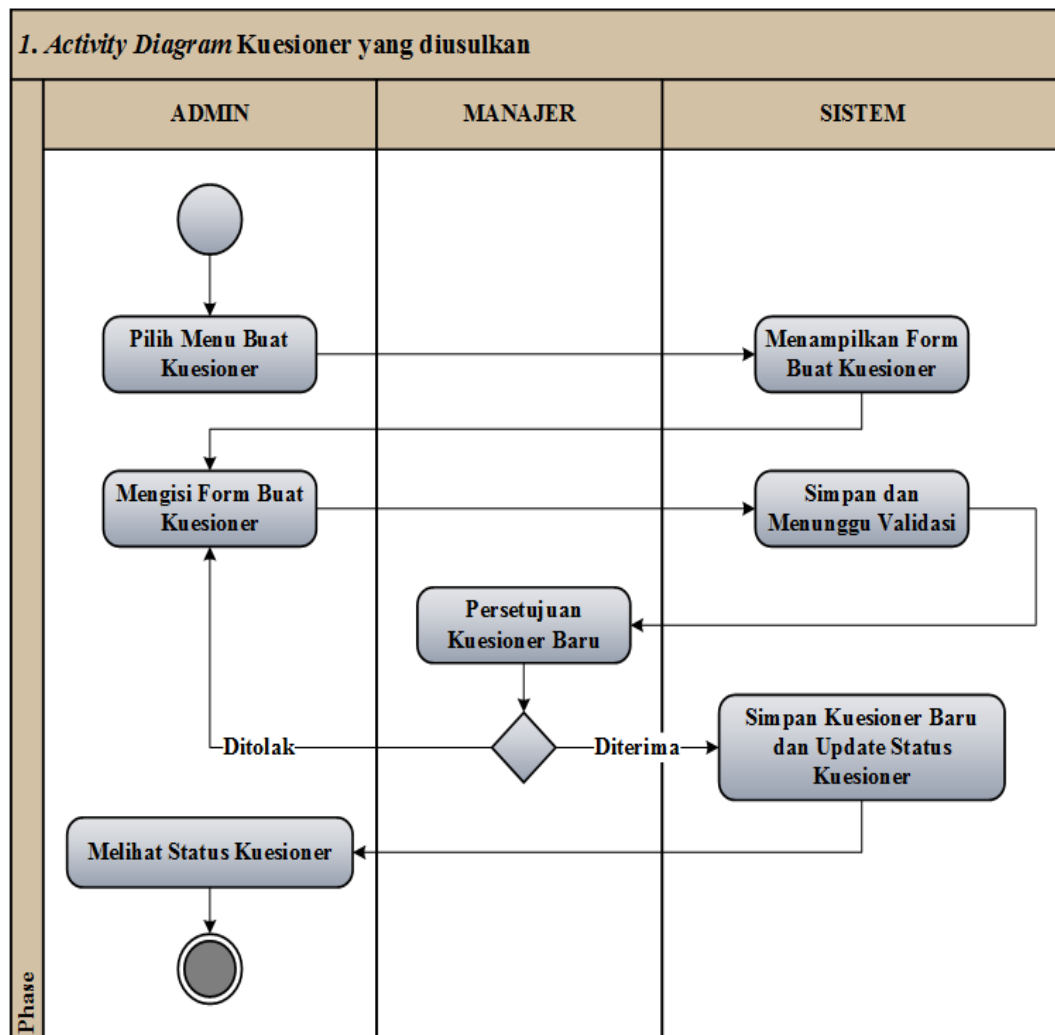 1. Activity Diagram Kuesioner yang diusulkan
ADMIN
MANAJER
SISTEM
Pilih Menu Buat
Kuesioner
Menampilkan Form
Buat Kuesioner
Mengisi Form Buat
Kuesioner
Simpan dan
Menunggu Validasi
Persetujuan
Kuesioner Baru
Ditolak
Diterima
Simpan Kuesioner Baru
dan Update Status
Kuesioner
Melihat Status Kuesioner
Phase